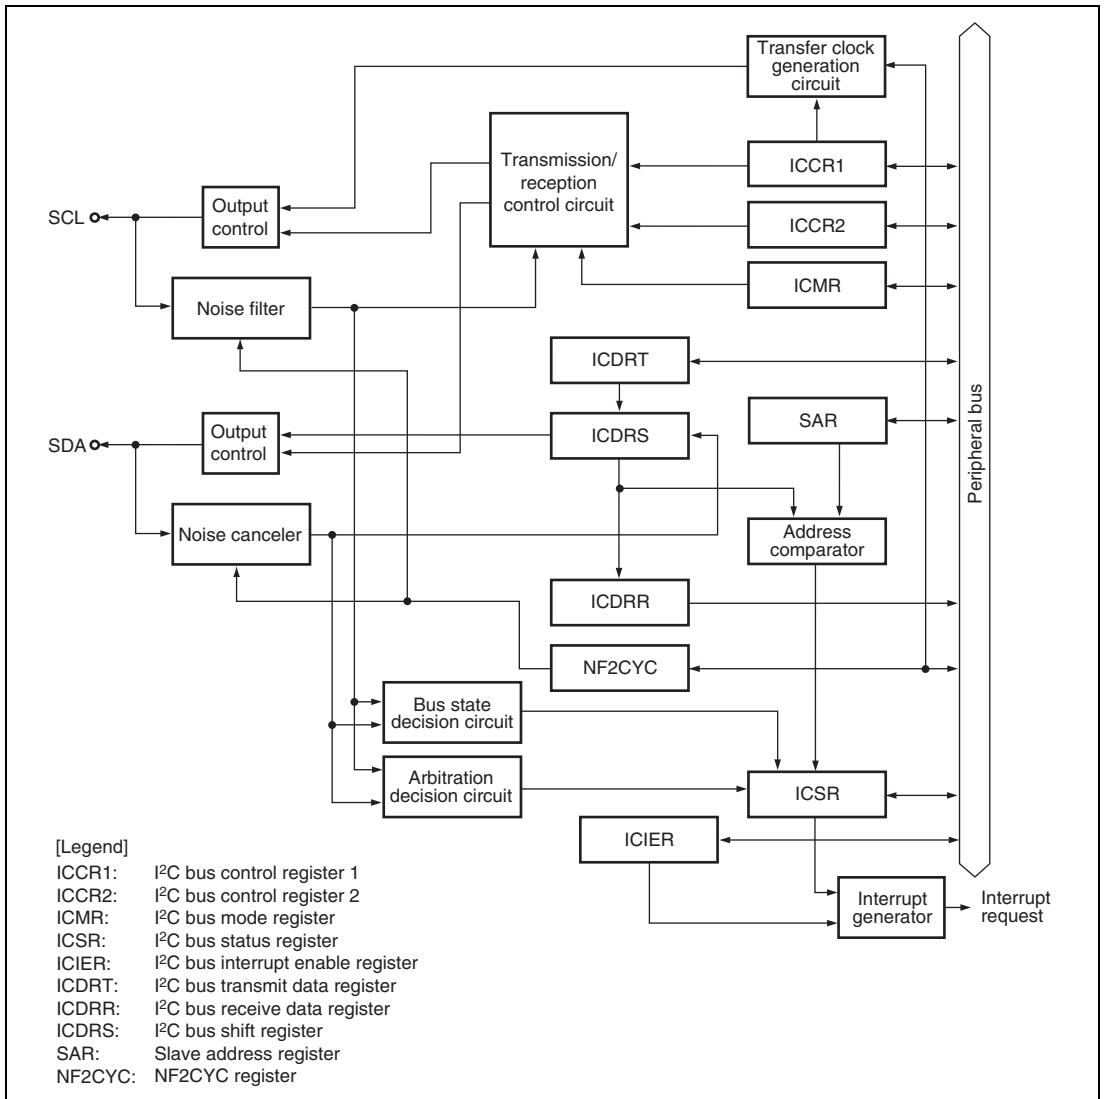 Transfer clock
generation
circuit
Transmission/
reception
control circuit
ICCR1
Output
control
SCL
ICCR2
ICMR
Noise filter
ICDRT
Peripheral bus
SAR
Output
control
ICDRS
SDA
Noise canceler
Address
comparator
ICDRR
NF2CYC
Bus state
decision circuit
Arbitration
decision circuit
ICSR
ICIER
Interrupt
generator
Interrupt
request
[Legend]
ICCR1: I²C bus control register 1
ICCR2: I²C bus control register 2
ICMR: I²C bus mode register
ICSR: I²C bus status register
ICIER: I²C bus interrupt enable register
ICDRT: I²C bus transmit data register
ICDRR: I²C bus receive data register
ICDRS: I²C bus shift register
SAR: Slave address register
NF2CYC: NF2CYC register